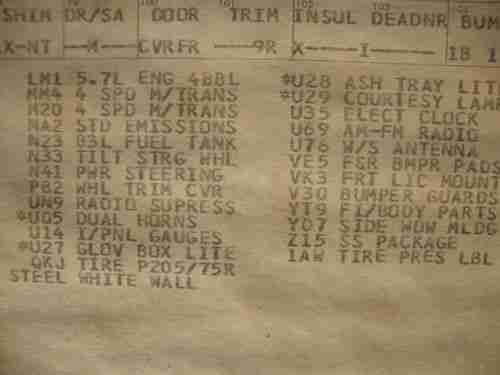 SHIM DR/SA DOOR TRIM INSUL DEADNR BUM
X-NT --M-- CVRFR ---9R X----I---- 1B 1
LM1 5.7L ENG 4BBL
MM4 4 SPD M/TRANS
M20 4 SPD M/TRANS
NA2 STD EMISSIONS
N23 B3L FUEL TANK
N33 TILT STRG WHL
N41 PWR STEERING
PB2 WHL TRIM CVR
UN9 RADIO SUPRESS
*U05 DUAL HORNS
U14 I/PNL GAUGES
*U27 GLOV BOX LITE
QKJ TIRE P205/75R
STEEL WHITE WALL
*U28 ASH TRAY LITE
*U29 COURTESY LAMP
U35 ELECT CLOCK
U69 AM-FM RADIO
U76 W/S ANTENNA
VE5 FSR BMPR PADS
VK3 FRT LIC MOUNT
V30 BUMPER GUARDS
YT9 FI/BODY PARTS
Y07 SIDE WDW MLDG
Z15 SS PACKAGE
1AW TIRE PRES LBL